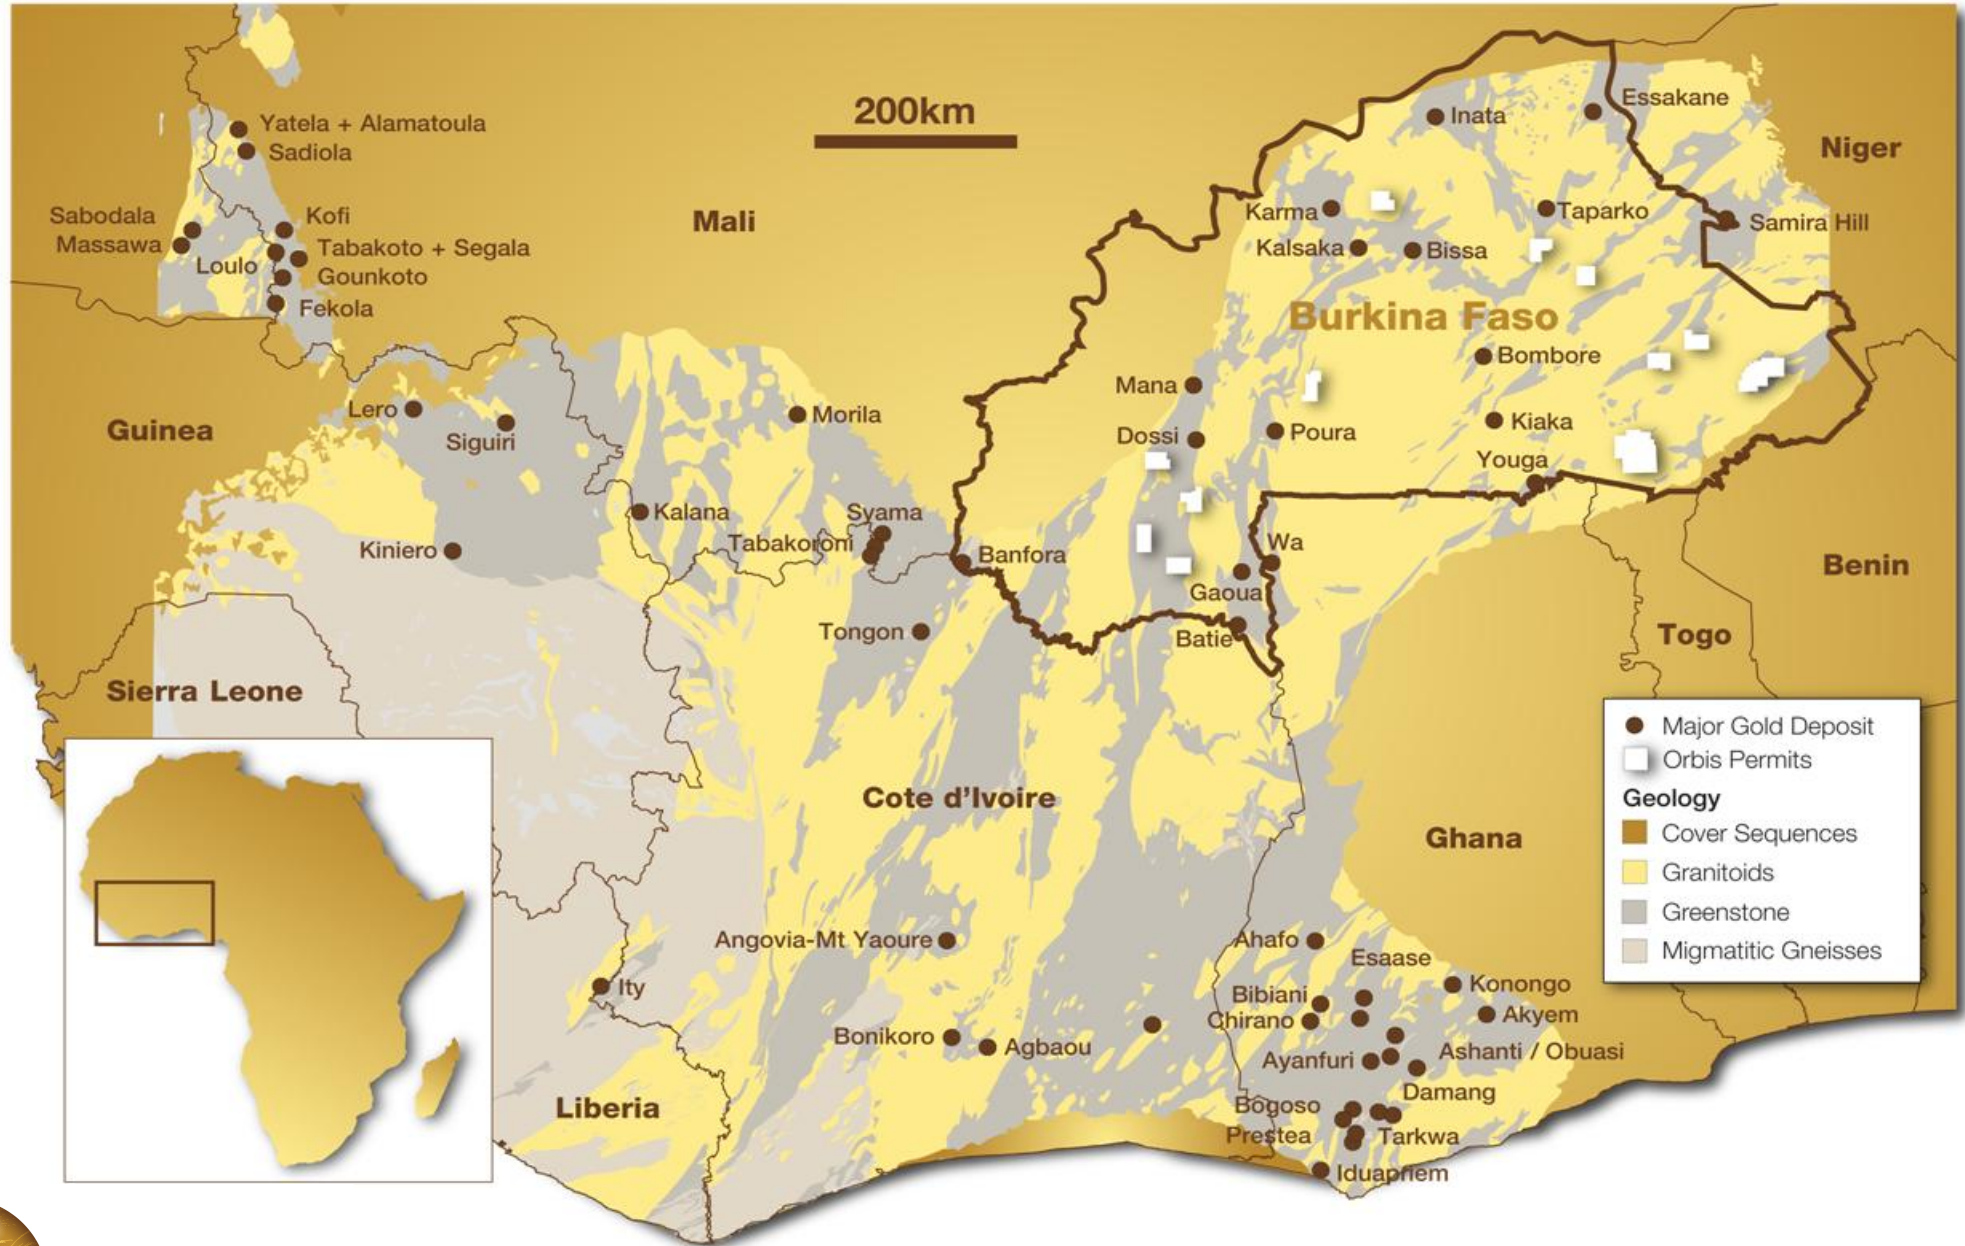 200km
Essakane
Inata
Yatela + Alamatoula
Niger
Sadiola
Sabodala
Kofi
Karma
Taparko
Mali
Samira Hill
Massawa
Tabakoto + Segala
Kalsaka
Bissa
Loulo
Gounkoto
Fekola
Burkina Faso
Bombore
Mana
Lero
Morila
Guinea
Siguiri
Dossi
Poura
Kiaka
Youga
Kalana
Syama
Kiniero
Tabakoroni
Banfora
Wa
Benin
Gaoua
Tongon
Batie
Togo
Sierra Leone
Major Gold Deposit
Orbis Permits
Geology
Cover Sequences
Granitoids
Greenstone
Migmatitic Gneisses
Cote d'Ivoire
Ghana
Angovia-Mt Yaoure
Ahafo
Esaase
Ity
Konongo
Bibiani
Akyem
Chirano
Bonikoro
Agbaou
Ayanfuri
Ashanti / Obuasi
Damang
Liberia
Bogoso
Prestea
Tarkwa
Iduapriem